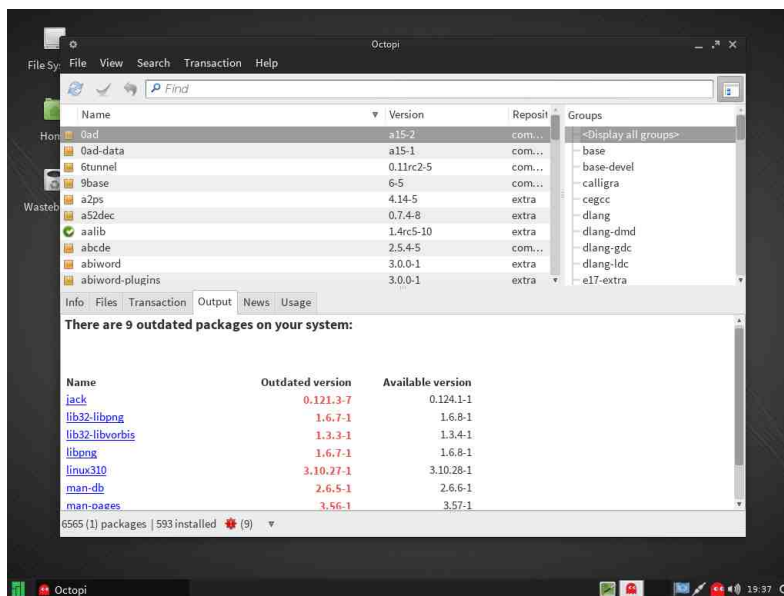 Octopi
File Sy
File View Search Transaction Help
Find
Name Version Reposit Groups
Hon
0ad a15-2 com... <Display all groups>
0ad-data a15-1 com... base
6tunnel 0.11rc2-5 com... base-devel
9base 6-5 com... calligra
a2ps 4.14-5 extra cegcc
Wasteb
a52dec 0.7.4-8 extra dlang
aalib 1.4rc5-10 extra dlang-dmd
abcde 2.5.4-5 com... dlang-gdc
abiword 3.0.0-1 extra dlang-ldc
abiword-plugins 3.0.0-1 extra e17-extra
Info Files Transaction Output News Usage
There are 9 outdated packages on your system:
Name Outdated version Available version
jack 0.121.3-7 0.124.1-1
lib32-libpng 1.6.7-1 1.6.8-1
lib32-libvorbis 1.3.3-1 1.3.4-1
libpng 1.6.7-1 1.6.8-1
linux310 3.10.27-1 3.10.28-1
man-db 2.6.5-1 2.6.6-1
man-pages 3.56-1 3.57-1
6565 (1) packages | 593 installed (9)
Octopi 19:37